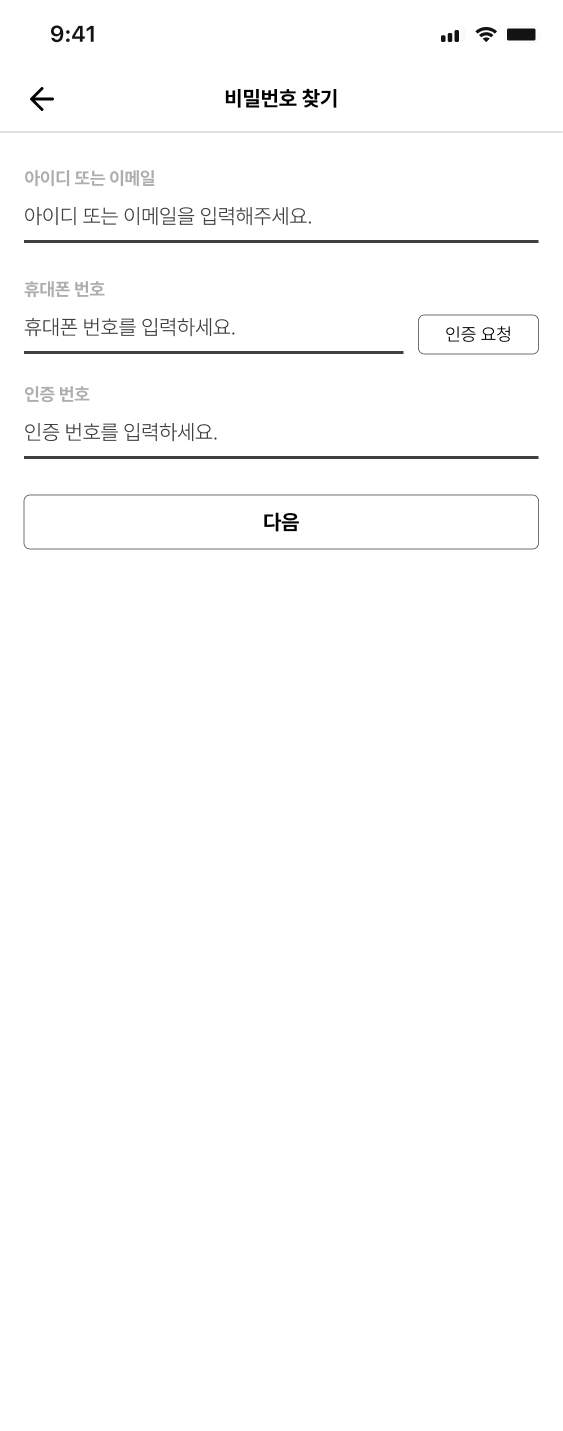 9:41
비밀번호 찾기
아이디 또는 이메일
아이디 또는 이메일을 입력해주세요.
휴대폰 번호
휴대폰 번호를 입력하세요.
인증 요청
인증 번호
인증 번호를 입력하세요.
다음